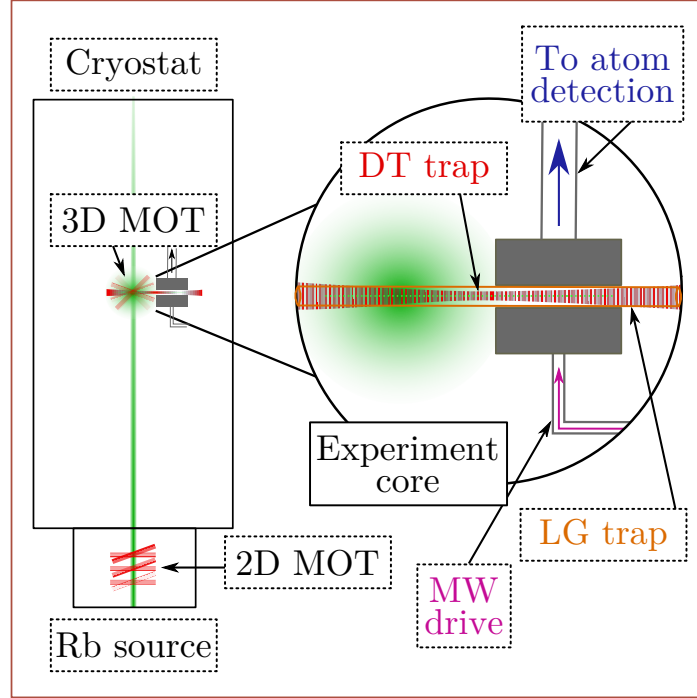 Cryostat
To atom
detection
DT trap
3D MOT
Experiment
core
LG trap
2D MOT
MW
drive
Rb source